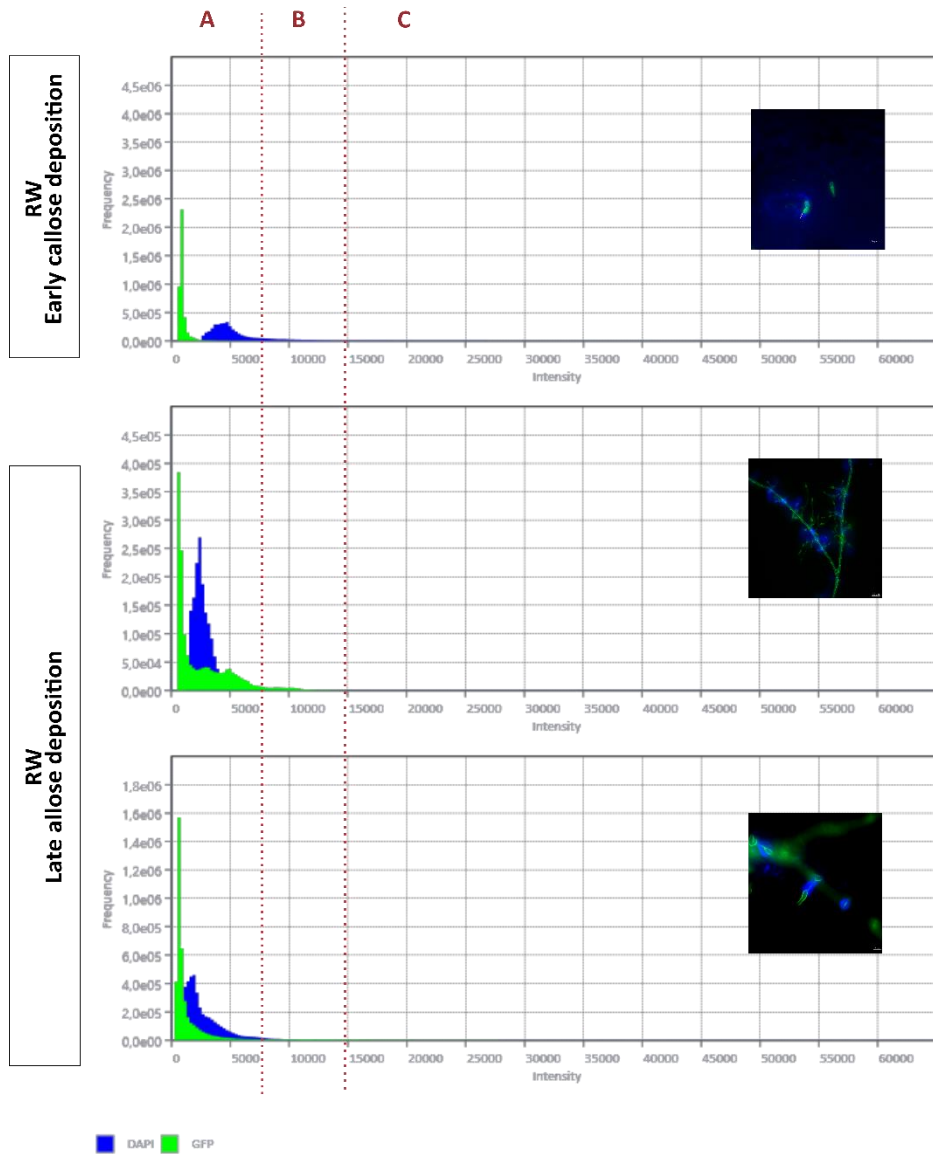 A B C
RW
Early callose deposition
4,5e06
4,0e06
3,5e06
3,0e06
2,5e06
2,0e06
1,5e06
1,0e06
5,0e05
0,0e00
Frequency
0 5000 10000 15000 20000 25000 30000 35000 40000 45000 50000 55000 60000
Intensity
RW
Late allose deposition
4,5e05
4,0e05
3,5e05
3,0e05
2,5e05
2,0e05
1,5e05
1,0e05
5,0e04
0,0e00
Frequency
0 5000 10000 15000 20000 25000 30000 35000 40000 45000 50000 55000 60000
Intensity
1,8e06
1,6e06
1,4e06
1,2e06
1,0e06
8,0e05
6,0e05
4,0e05
2,0e05
0,0e00
Frequency
0 5000 10000 15000 20000 25000 30000 35000 40000 45000 50000 55000 60000
Intensity
DAPI GFP